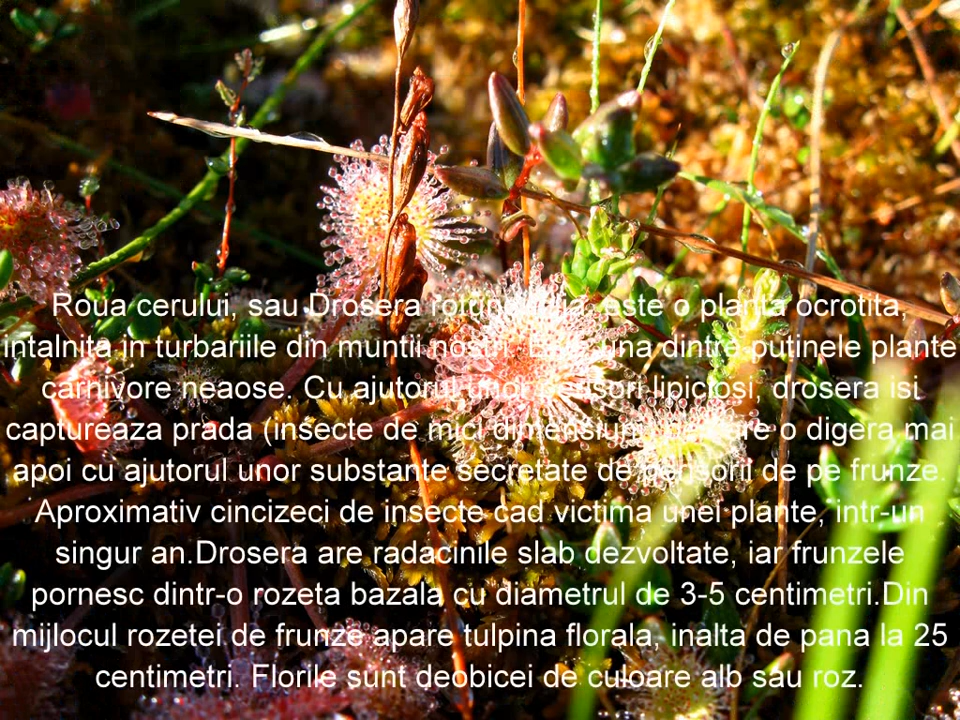 Roua cerului, sau Drosera rotundifolia, este o planta ocrotita,
intalnita in turbariile din muntii nostri. Este una dintre putinele plante
carnivore neaose. Cu ajutorul unor pensori lipiciosi, drosera isi
captureaza prada (insecte de mici dimensiuni) pe care o digera mai
apoi cu ajutorul unor substante secretate de pensorii de pe frunze.
Aproximativ cincizeci de insecte cad victima unei plante, intr-un
singur an.Drosera are radacinile slab dezvoltate, iar frunzele
pornesc dintr-o rozeta bazala cu diametrul de 3-5 centimetri.Din
mijlocul rozetei de frunze apare tulpina florala, inalta de pana la 25
centimetri. Florile sunt deobicei de culoare alb sau roz.